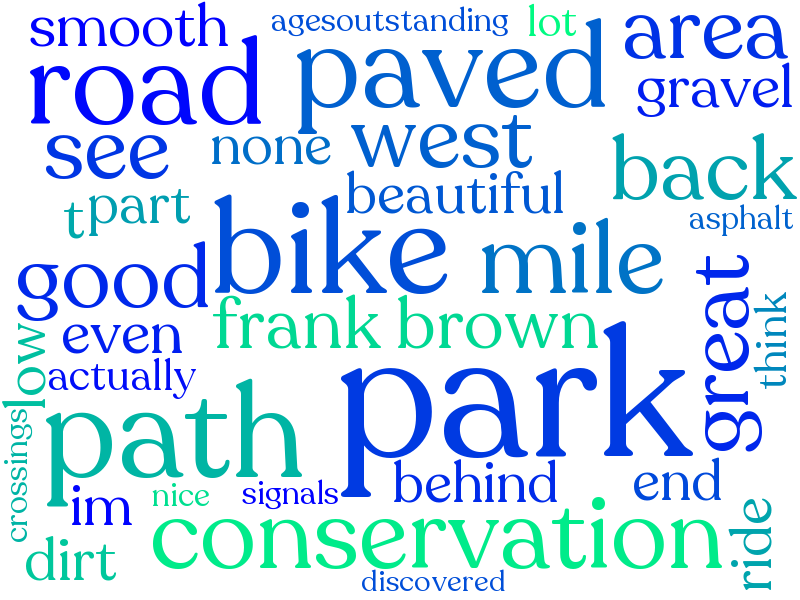 smooth
agesoutstanding
lot
area
road
paved
gravel
see
none
west
back
t
part
beautiful
asphalt
good
bike
mile
great
think
even
frank brown
low
actually
path
park
crossings
im
nice
signals
behind
end
ride
dirt
conservation
discovered